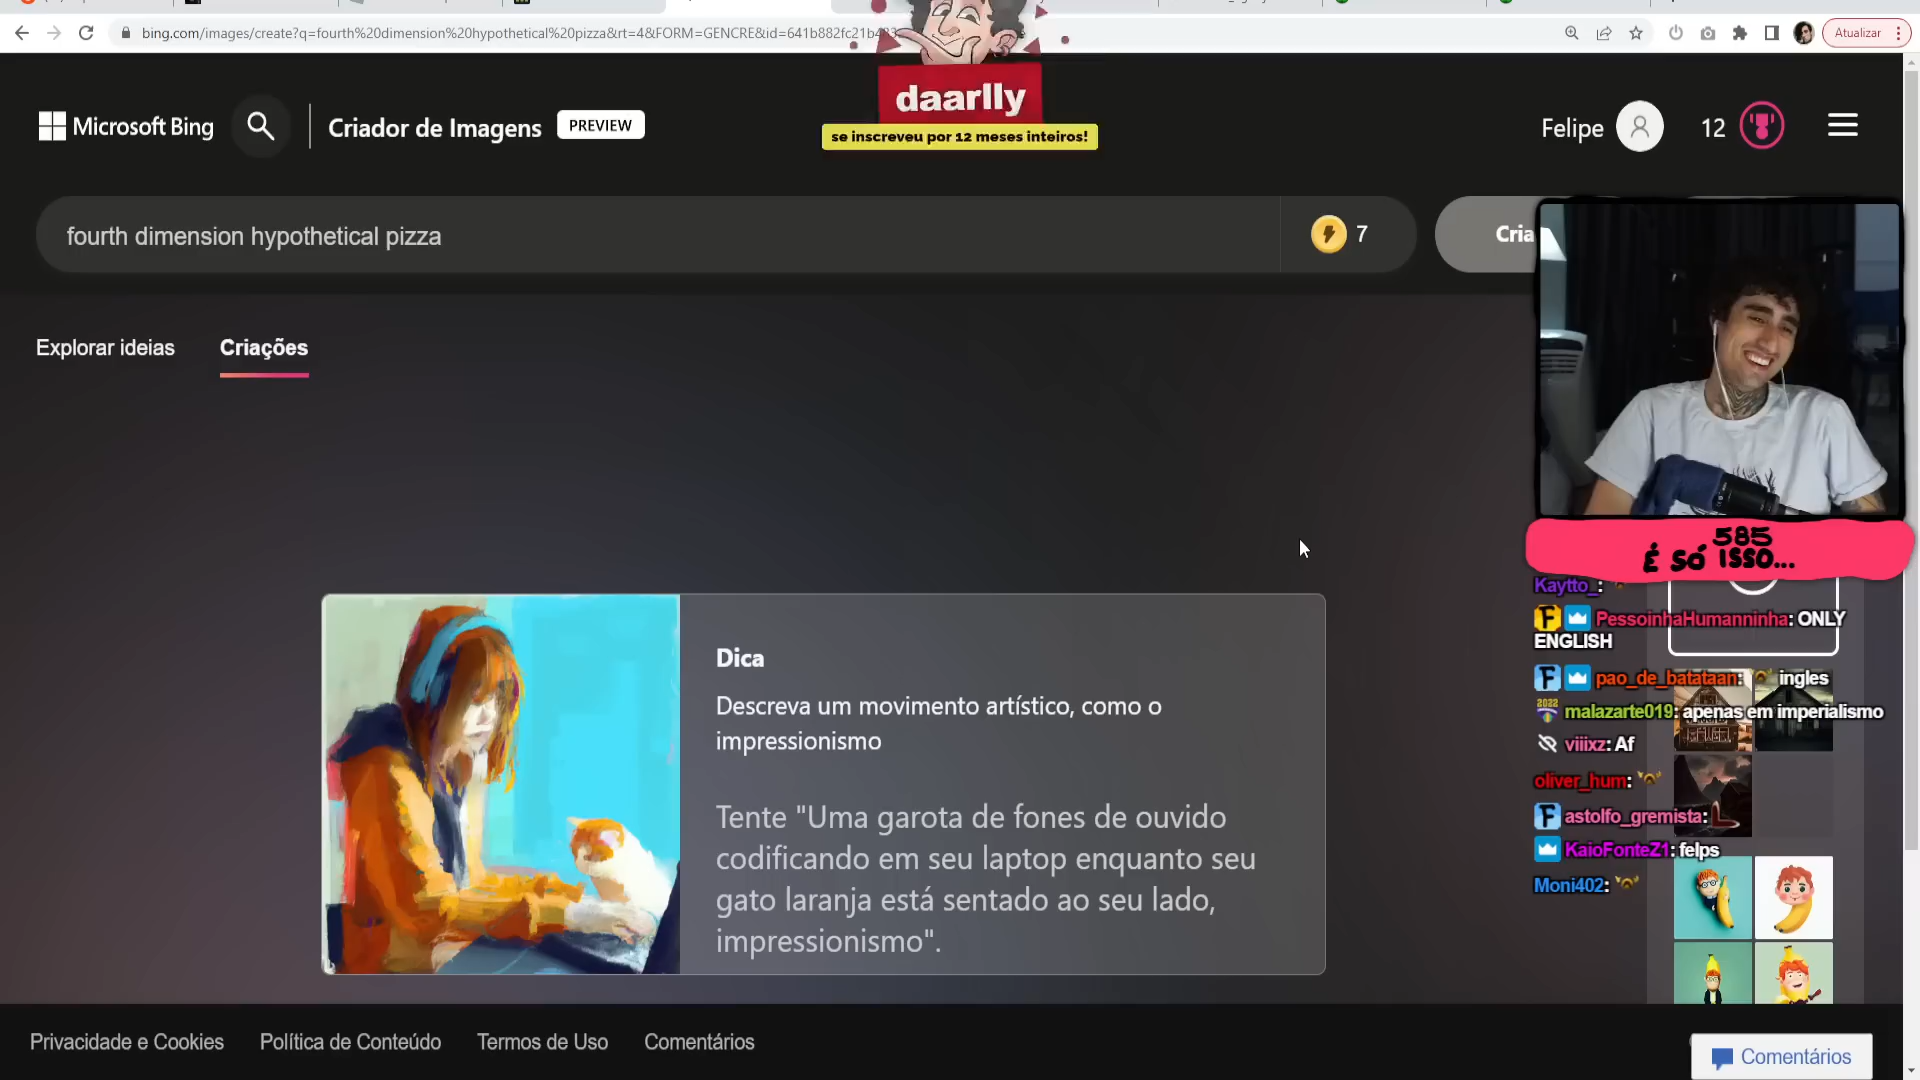 bing.com/images/create?q=fourth%20dimension%20hypothetical%20pizza&rt=4&FORM=GENCRE&id=641b882fc21b4
Atualizar
Microsoft Bing
Criador de Imagens
PREVIEW
daarlly
se inscreveu por 12 meses inteiros!
Felipe
12
fourth dimension hypothetical pizza
7
Cria
Explorar ideias
Criações
585
É SÓ ISSO...
Kaytto_:
PessoinhaHumanninha: ONLY
ENGLISH
pao_de_batataan: ingles
malazarte019: apenas em imperialismo
viiixz: Af
oliver_hum:
astolfo_gremista:
KaioFonteZ1: felps
Moni402:
Dica
Descreva um movimento artístico, como o
impressionismo
Tente "Uma garota de fones de ouvido
codificando em seu laptop enquanto seu
gato laranja está sentado ao seu lado,
impressionismo".
Privacidade e Cookies
Política de Conteúdo
Termos de Uso
Comentários
Comentários